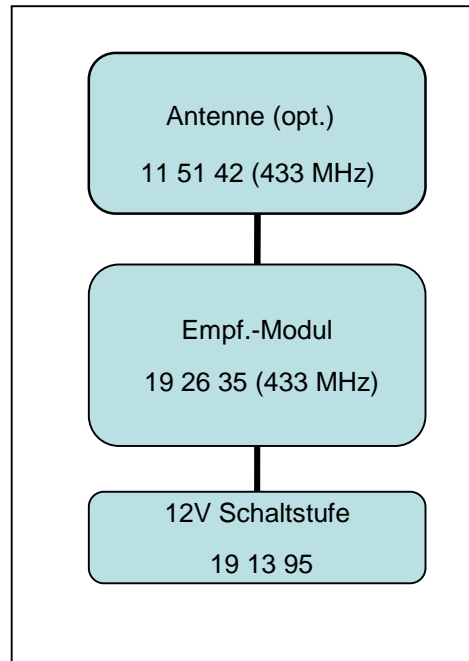 Antenne (opt.)
11 51 42 (433 MHz)
Empf.-Modul
19 26 35 (433 MHz)
12V Schaltstufe
19 13 95